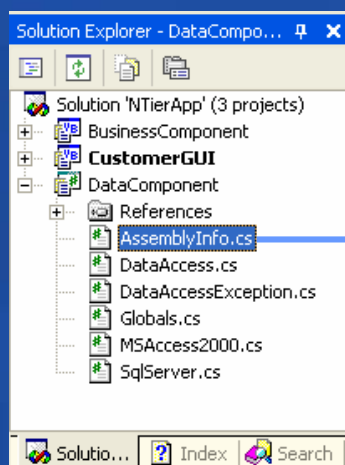 Solution Explorer - DataCompo...
Solution 'NTierApp' (3 projects)
BusinessComponent
CustomerGUI
DataComponent
References
AssemblyInfo.cs
DataAccess.cs
DataAccessException.cs
Globals.cs
MSAccess2000.cs
SqlServer.cs
Solutio... Index Search